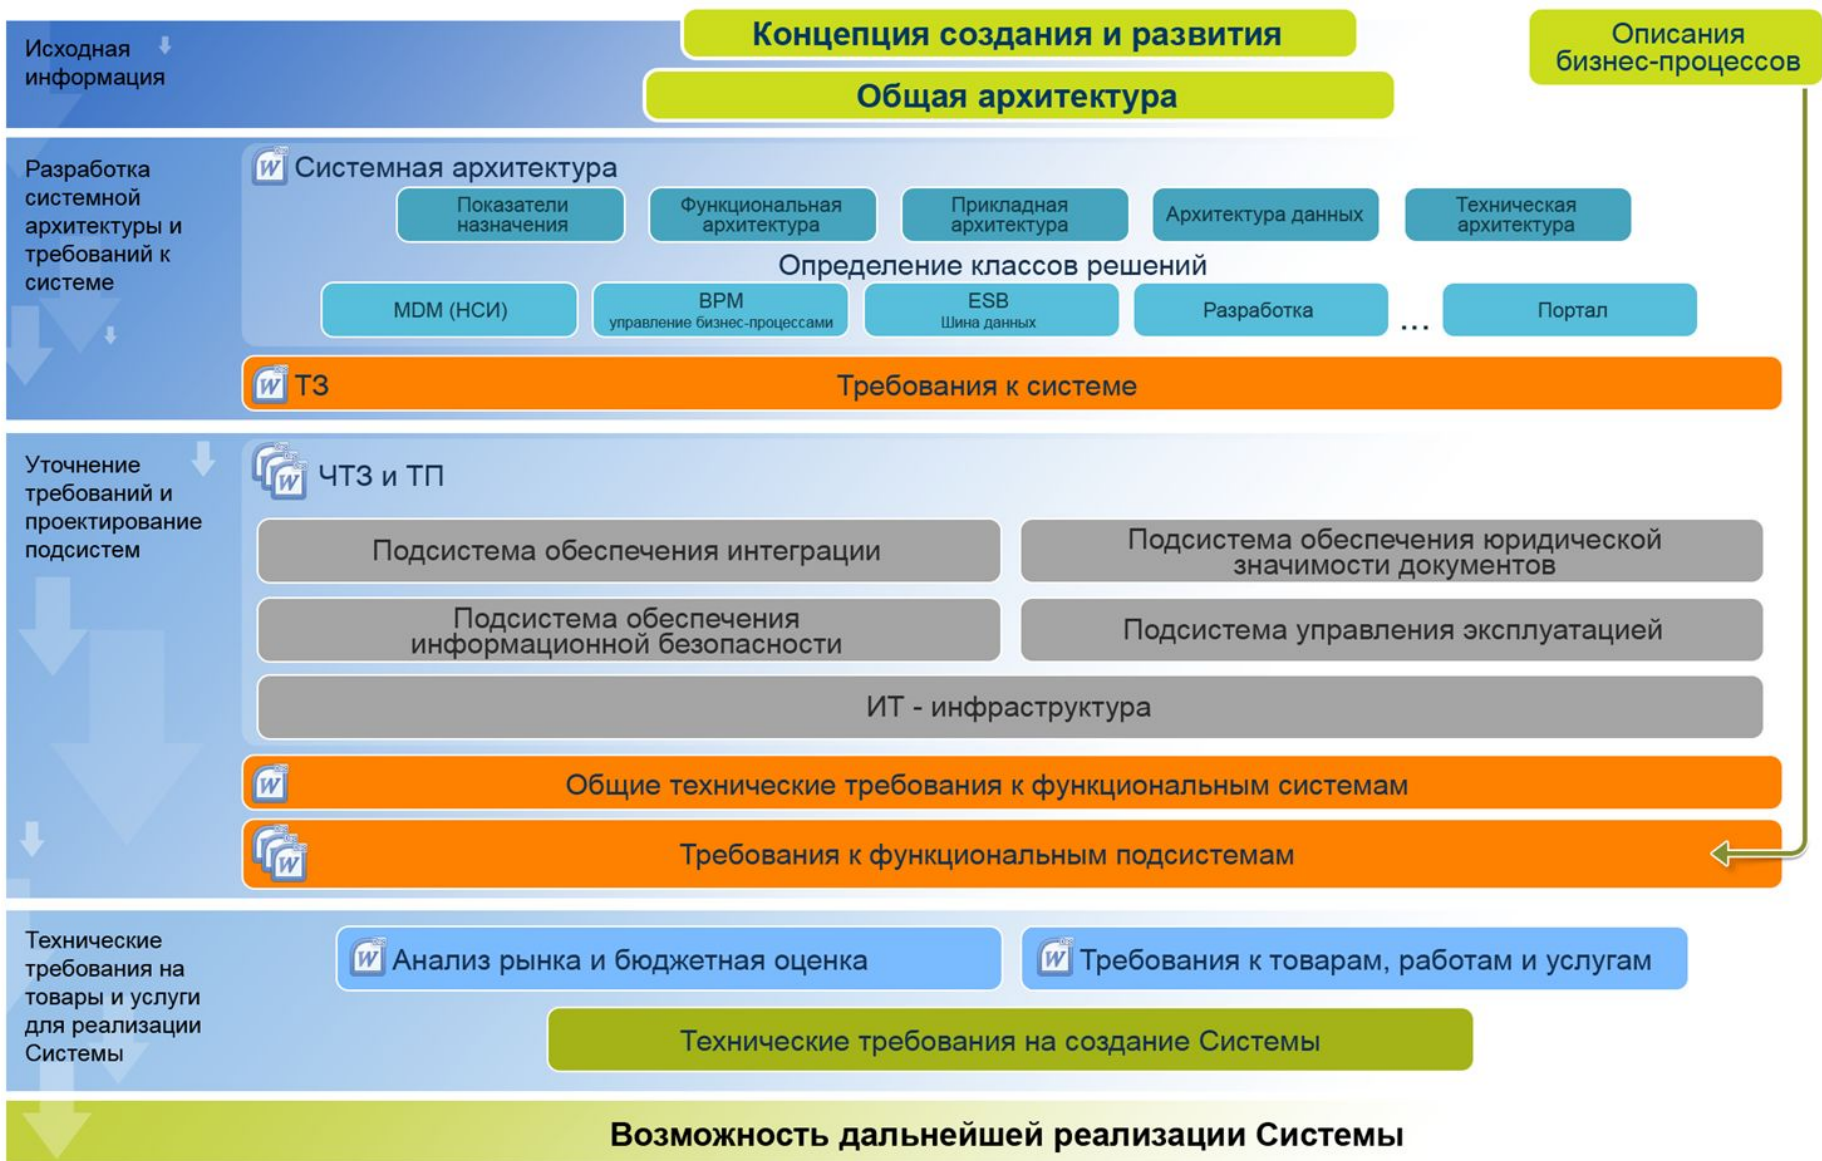 Исходная
информация
Концепция создания и развития
Общая архитектура
Описания
бизнес-процессов
Разработка
системной
архитектуры и
требований к
системе
Системная архитектура
Показатели
назначения
Функциональная
архитектура
Прикладная
архитектура
Архитектура данных
Техническая
архитектура
Определение классов решений
MDM (НСИ)
BPM
управление бизнес-процессами
ESB
Шина данных
Разработка
...
Портал
ТЗ
Требования к системе
Уточнение
требований и
проектирование
подсистем
ЧТЗ и ТП
Подсистема обеспечения интеграции
Подсистема обеспечения юридической
значимости документов
Подсистема обеспечения
информационной безопасности
Подсистема управления эксплуатацией
ИТ - инфраструктура
Общие технические требования к функциональным системам
Требования к функциональным подсистемам
Технические
требования на
товары и услуги
для реализации
Системы
Анализ рынка и бюджетная оценка
Требования к товарам, работам и услугам
Технические требования на создание Системы
Возможность дальнейшей реализации Системы